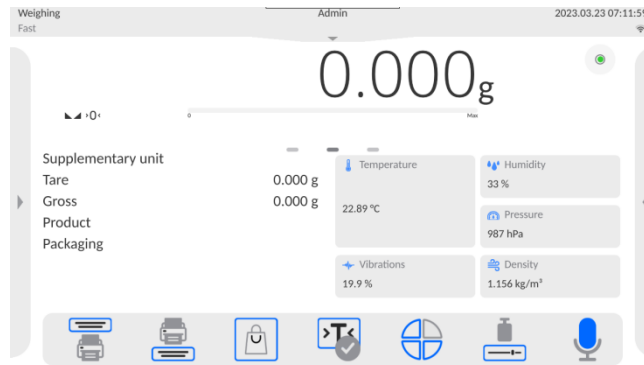 Weighing Admin 2023.03.23 07:11:59
Fast
0.000g
›0‹
0 Max
Supplementary unit
Tare 0.000 g
Gross 0.000 g
Product
Packaging
Temperature
22.89 °C
Humidity
33 %
Pressure
987 hPa
Vibrations
19.9 %
Density
1.156 kg/m³
›T‹